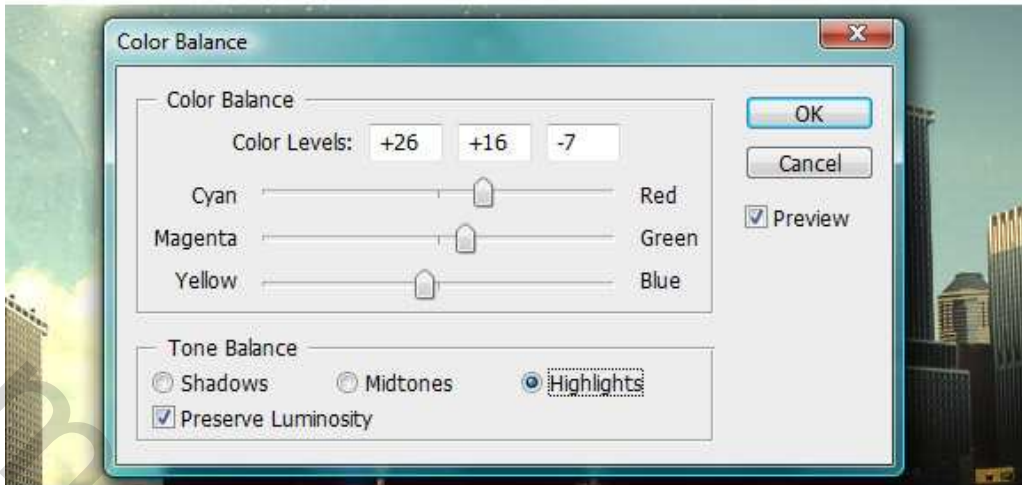 Color Balance
Color Balance
Color Levels: +26 +16 -7
Cyan Red
Magenta Green
Yellow Blue
Tone Balance
Shadows Midtones Highlights
Preserve Luminosity
OK
Cancel
Preview